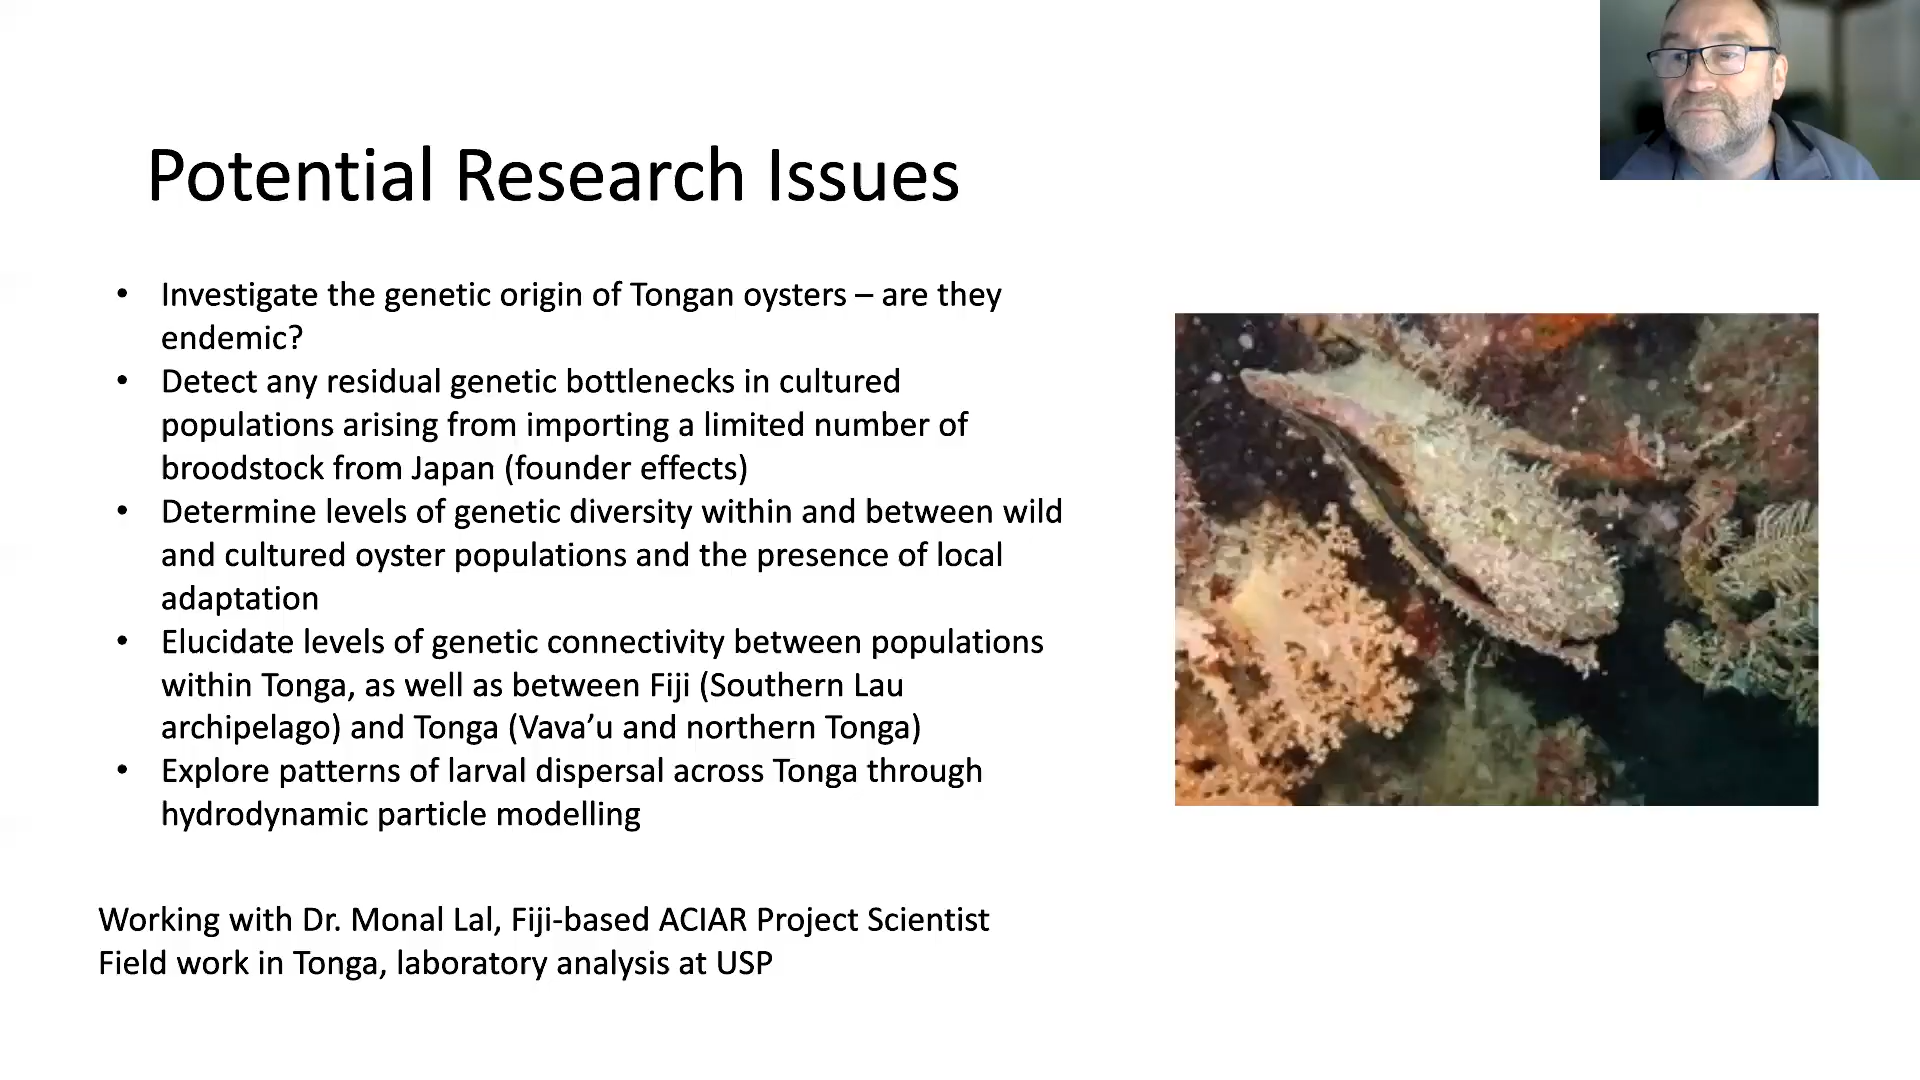 Potential Research Issues
• Investigate the genetic origin of Tongan oysters – are they
endemic?
• Detect any residual genetic bottlenecks in cultured
populations arising from importing a limited number of
broodstock from Japan (founder effects)
• Determine levels of genetic diversity within and between wild
and cultured oyster populations and the presence of local
adaptation
• Elucidate levels of genetic connectivity between populations
within Tonga, as well as between Fiji (Southern Lau
archipelago) and Tonga (Vava’u and northern Tonga)
• Explore patterns of larval dispersal across Tonga through
hydrodynamic particle modelling
Working with Dr. Monal Lal, Fiji-based ACIAR Project Scientist
Field work in Tonga, laboratory analysis at USP